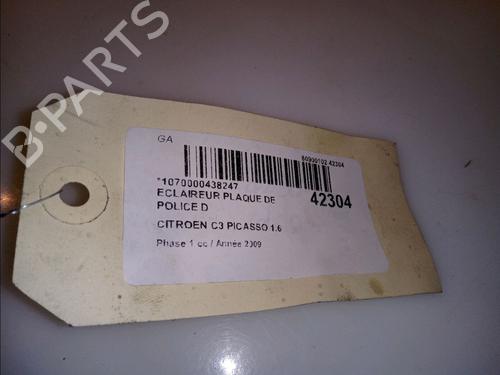 B-PARTS
GA
80900102 42304
*1070000438247
42304
ECLAIREUR PLAQUE DE
POLICE D
CITROEN C3 PICASSO 1.6
Phase 1 cc / Année 2009